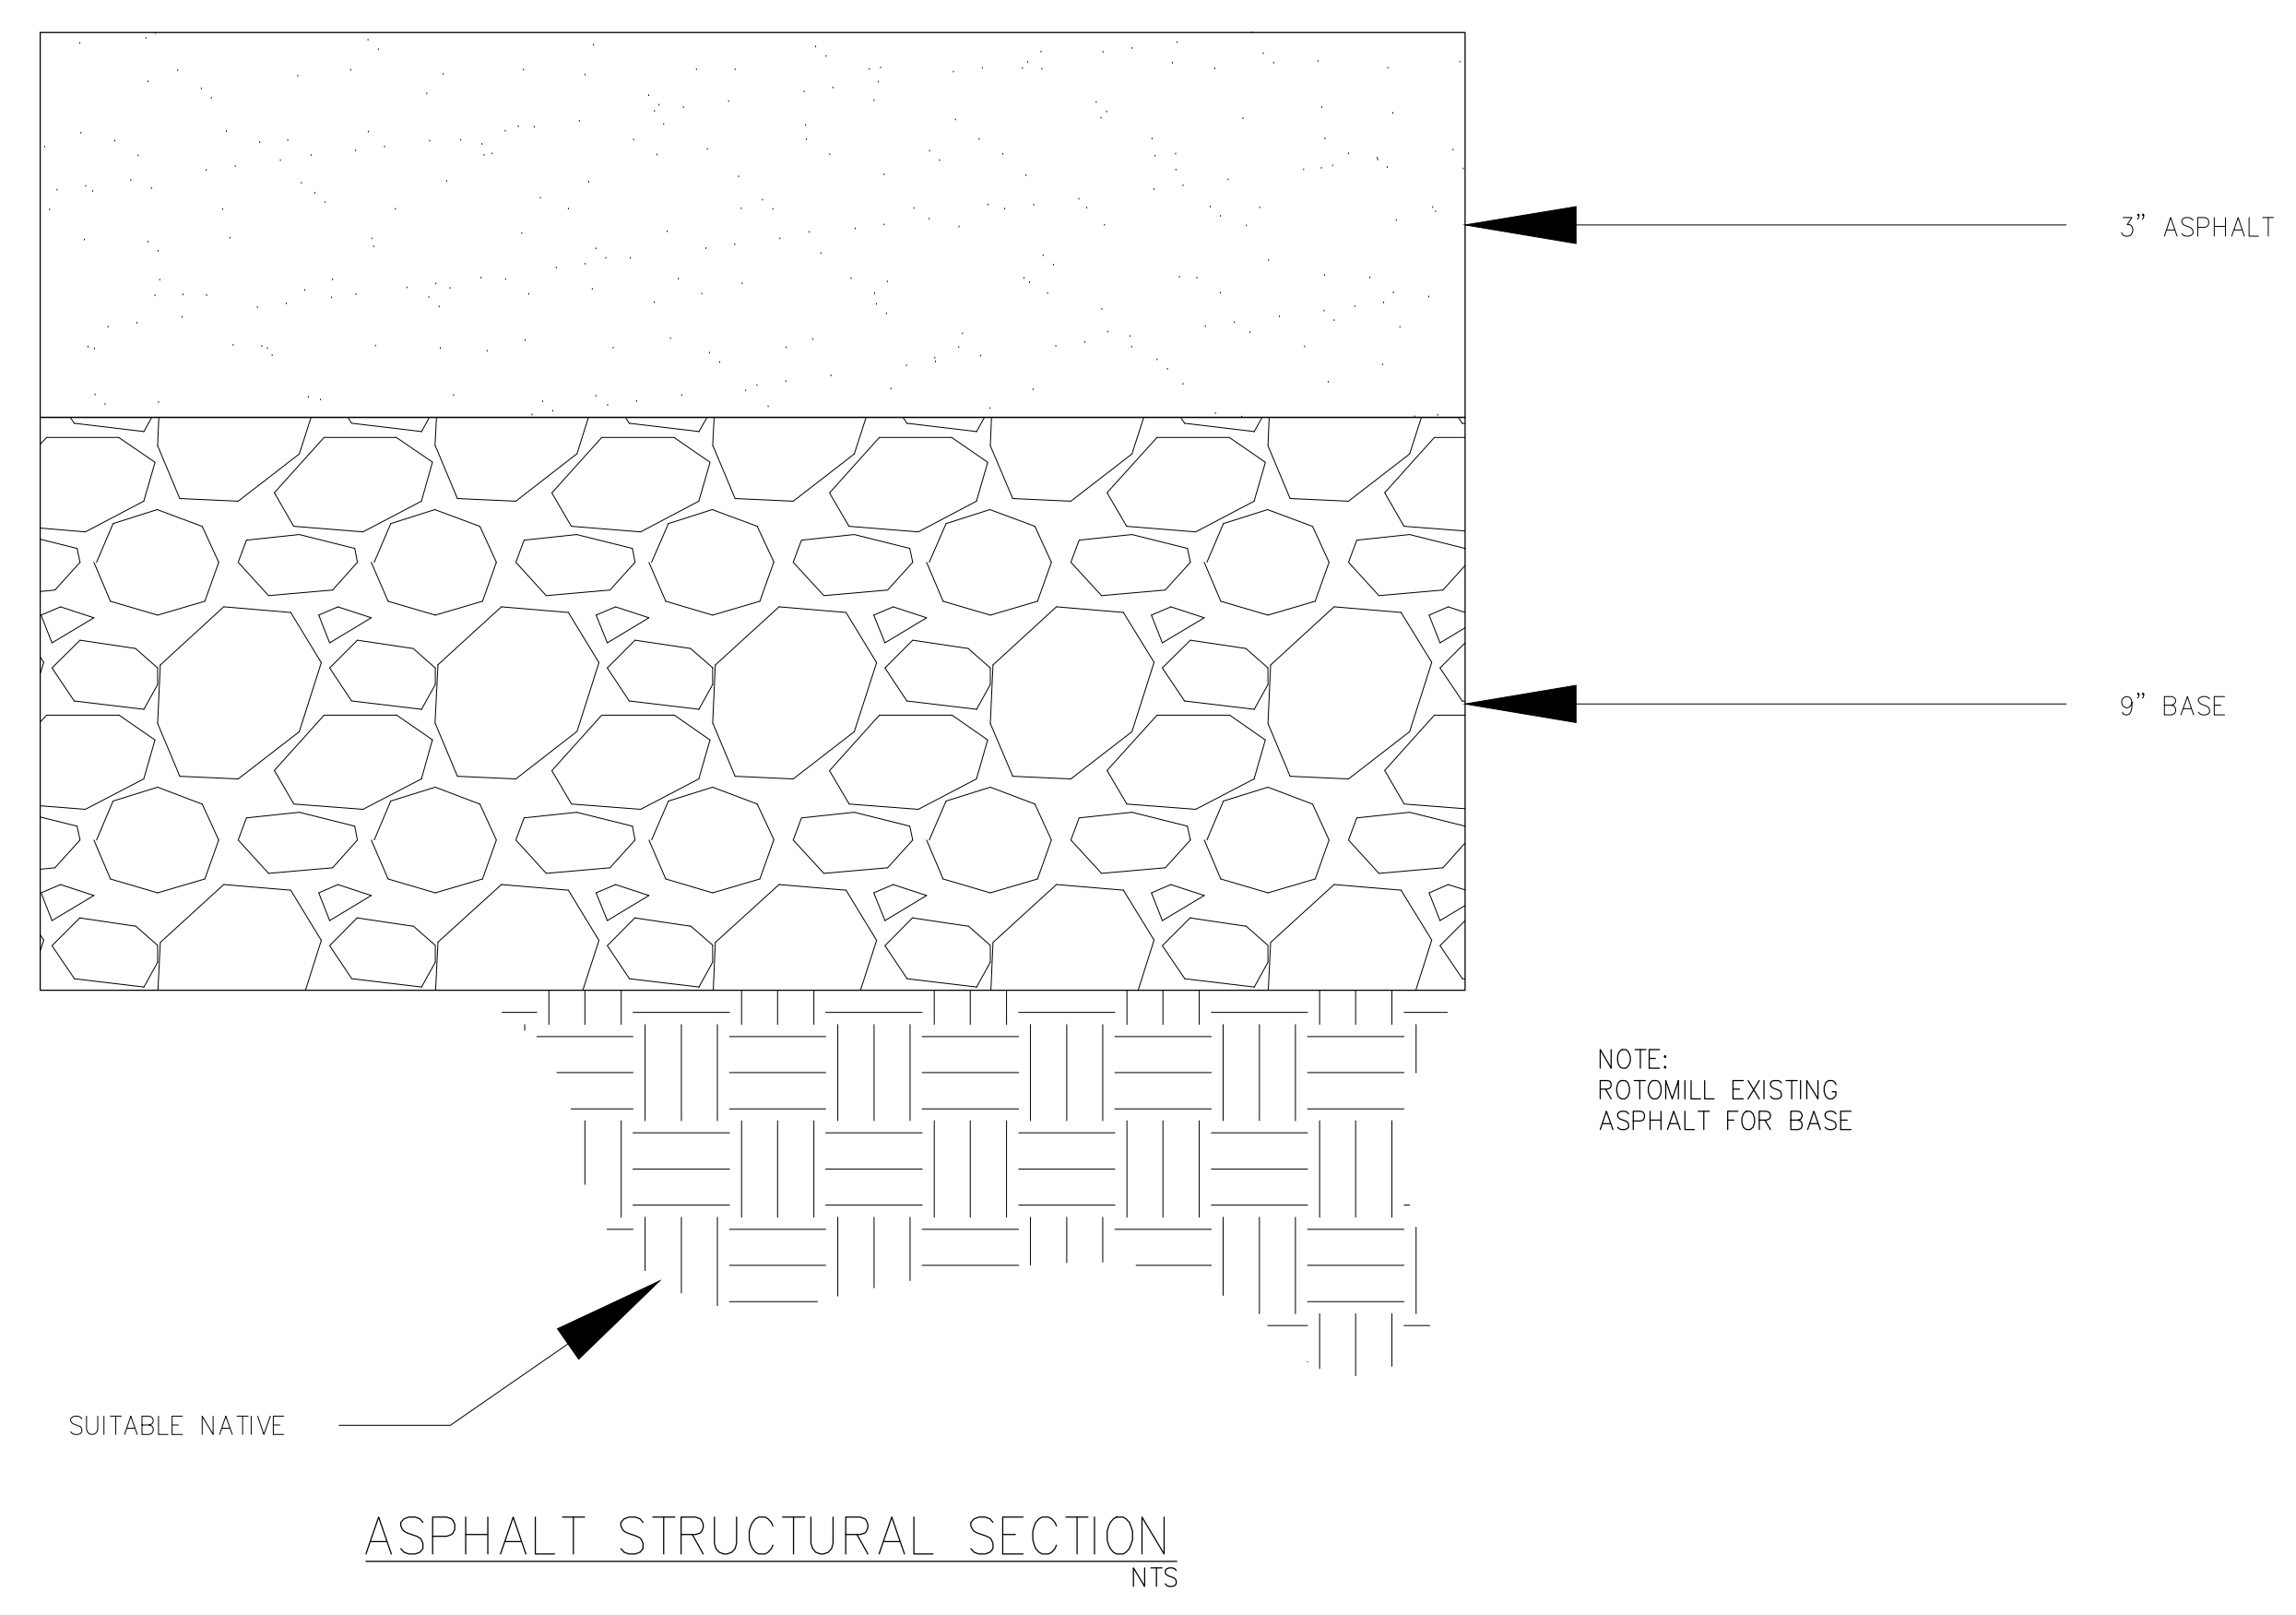 3” ASPHALT
9” BASE
NOTE:
ROTOMILL EXISTING
ASPHALT FOR BASE
SUITABLE NATIVE
ASPHALT STRUCTURAL SECTION
NTS